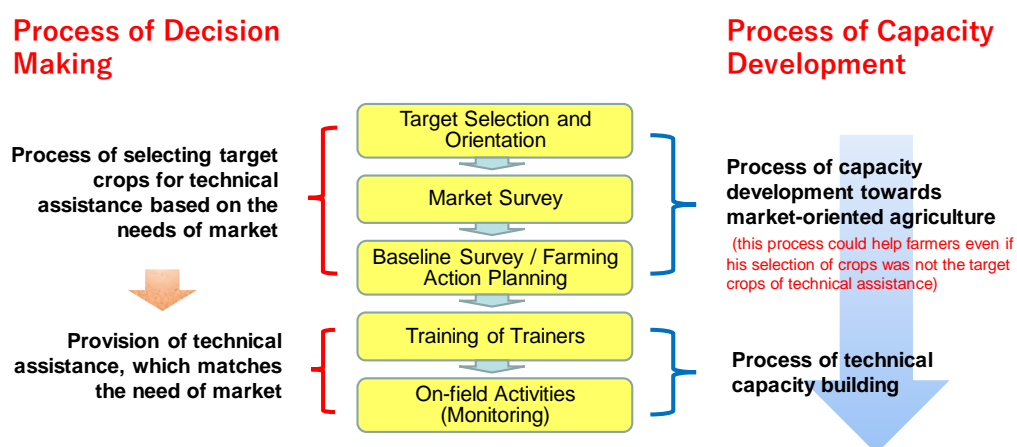 Process of Decision
Making
Process of Capacity
Development
Process of selecting target
crops for technical
assistance based on the
needs of market
Provision of technical
assistance, which matches
the need of market
Target Selection and
Orientation
Market Survey
Baseline Survey / Farming
Action Planning
Training of Trainers
On-field Activities
(Monitoring)
Process of capacity
development towards
market-oriented agriculture
(this process could help farmers even if
his selection of crops was not the target
crops of technical assistance)
Process of technical
capacity building